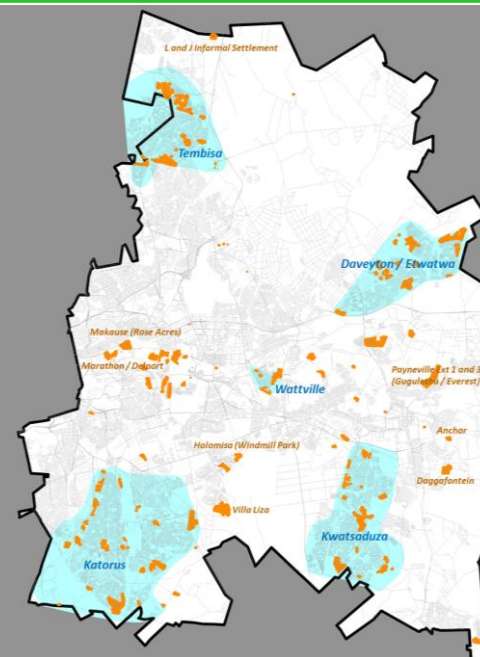 L and J Informal Settlement
Tembisa
Daveyton / Etwatwa
Makause (Rose Acres)
Marathon / Delport
Payneville Ext 1 and 3
(Gugulethu / Everest)
Wattville
Anchor
Holomisa (Windmill Park)
Daggafontein
Villa Liza
Kwatsaduza
Katorus